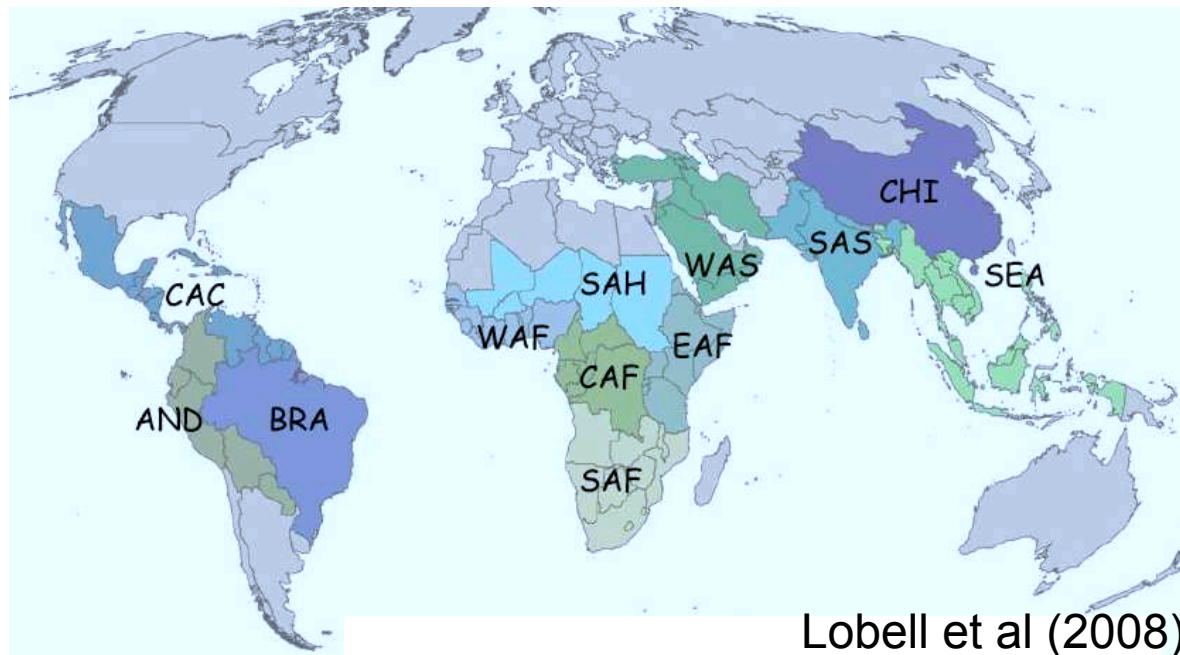 CHI
SAS
SEA
WAS
SAH
CAC
WAF
EAF
CAF
AND
BRA
SAF
Lobell et al (2008)